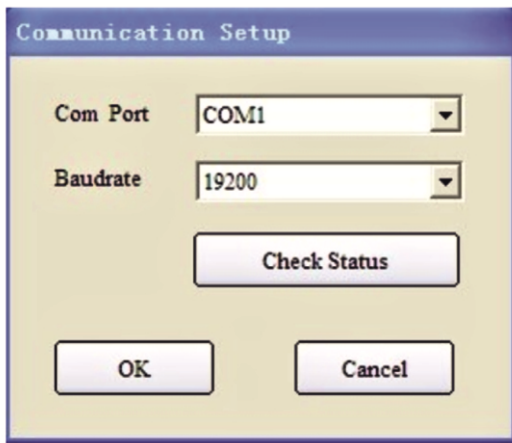 Communication Setup
Com Port COM1
Baudrate 19200
Check Status
OK Cancel